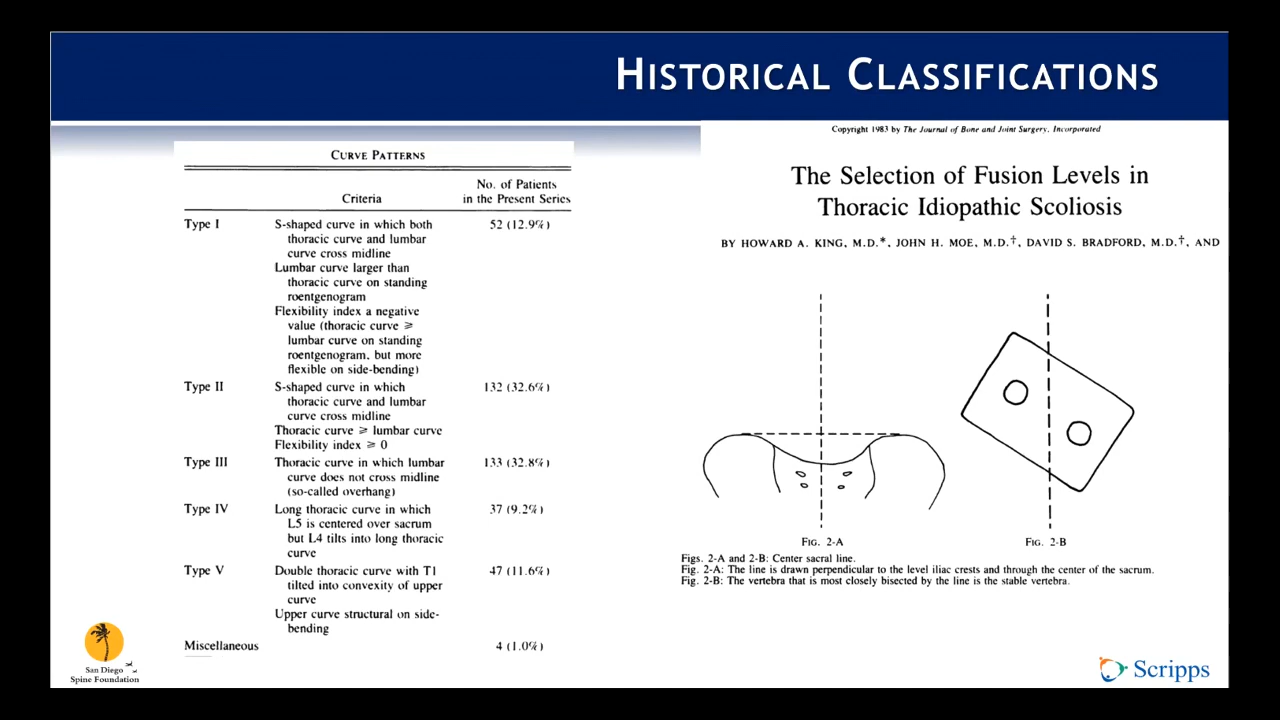 HISTORICAL CLASSIFICATIONS
CURVE PATTERNS
Criteria
No. of Patients
in the Present Series
Type I
S-shaped curve in which both
thoracic curve and lumbar
curve cross midline
Lumbar curve larger than
thoracic curve on standing
roentgenogram
Flexibility index a negative
value (thoracic curve ⩾
lumbar curve on standing
roentgenogram, but more
flexible on side-bending)
52 (12.9%)
Type II
S-shaped curve in which
thoracic curve and lumbar
curve cross midline
Thoracic curve ⩾ lumbar curve
Flexibility index ⩾ 0
132 (32.6%)
Type III
Thoracic curve in which lumbar
curve does not cross midline
(so-called overhang)
133 (32.8%)
Type IV
Long thoracic curve in which
L5 is centered over sacrum
but L4 tilts into long thoracic
curve
37 (9.2%)
Type V
Double thoracic curve with T1
tilted into convexity of upper
curve
Upper curve structural on side-
bending
47 (11.6%)
Miscellaneous
4 (1.0%)
Copyright 1983 by The Journal of Bone and Joint Surgery, Incorporated
The Selection of Fusion Levels in
Thoracic Idiopathic Scoliosis
BY HOWARD A. KING, M.D.*, JOHN H. MOE, M.D.†, DAVID S. BRADFORD, M.D.†, AND
FIG. 2-A
FIG. 2-B
Figs. 2-A and 2-B: Center sacral line.
Fig. 2-A: The line is drawn perpendicular to the level iliac crests and through the center of the sacrum.
Fig. 2-B: The vertebra that is most closely bisected by the line is the stable vertebra.
San Diego
Spine Foundation
Scripps